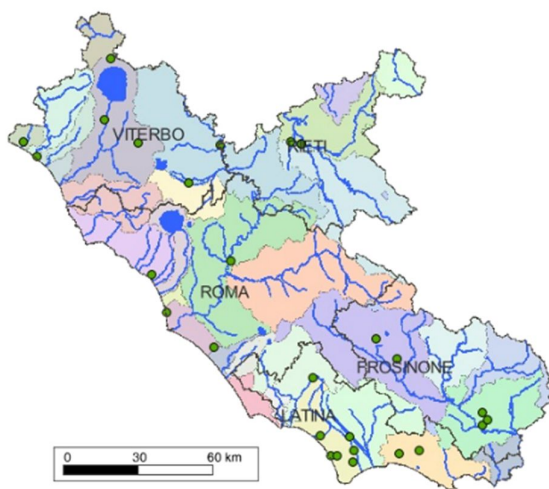 VITERBO
RIETI
ROMA
FROSINONE
LATINA
0 30 60 km